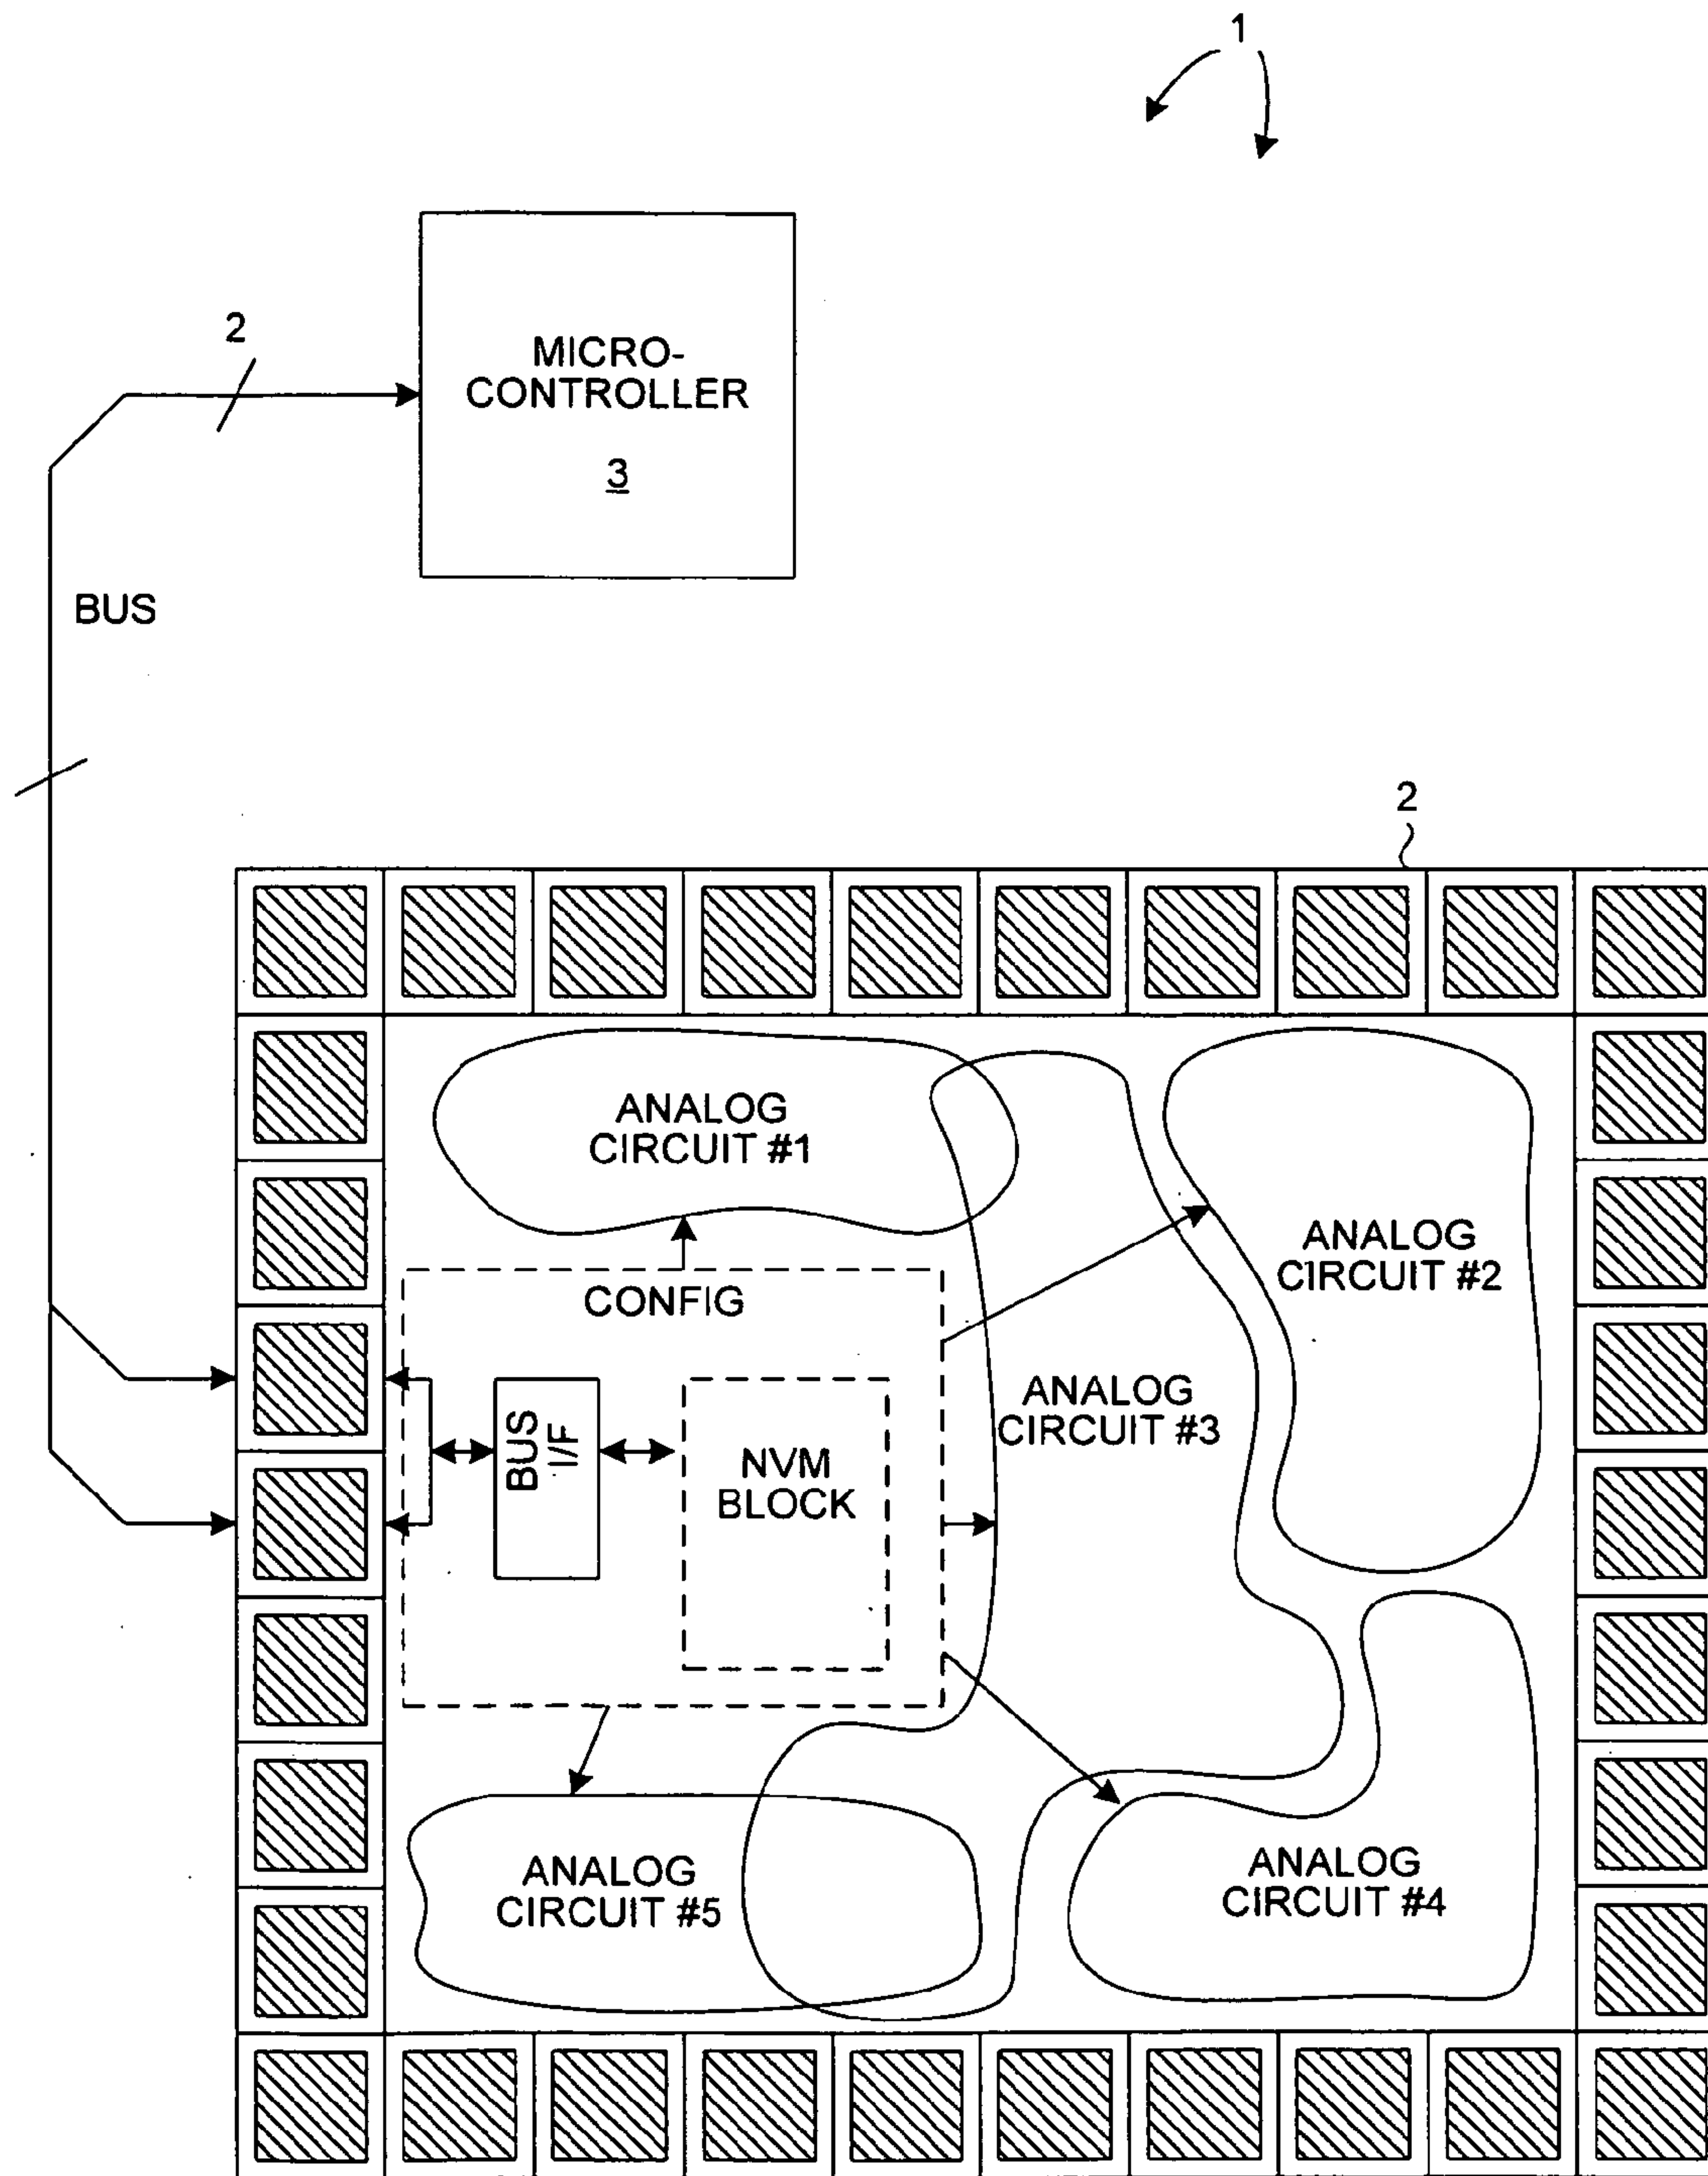 1
2
MICRO-
CONTROLLER
3
BUS
2
ANALOG
CIRCUIT #1
ANALOG
CIRCUIT #2
CONFIG
ANALOG
CIRCUIT #3
BUS
I/F
NVM
BLOCK
ANALOG
CIRCUIT #5
ANALOG
CIRCUIT #4